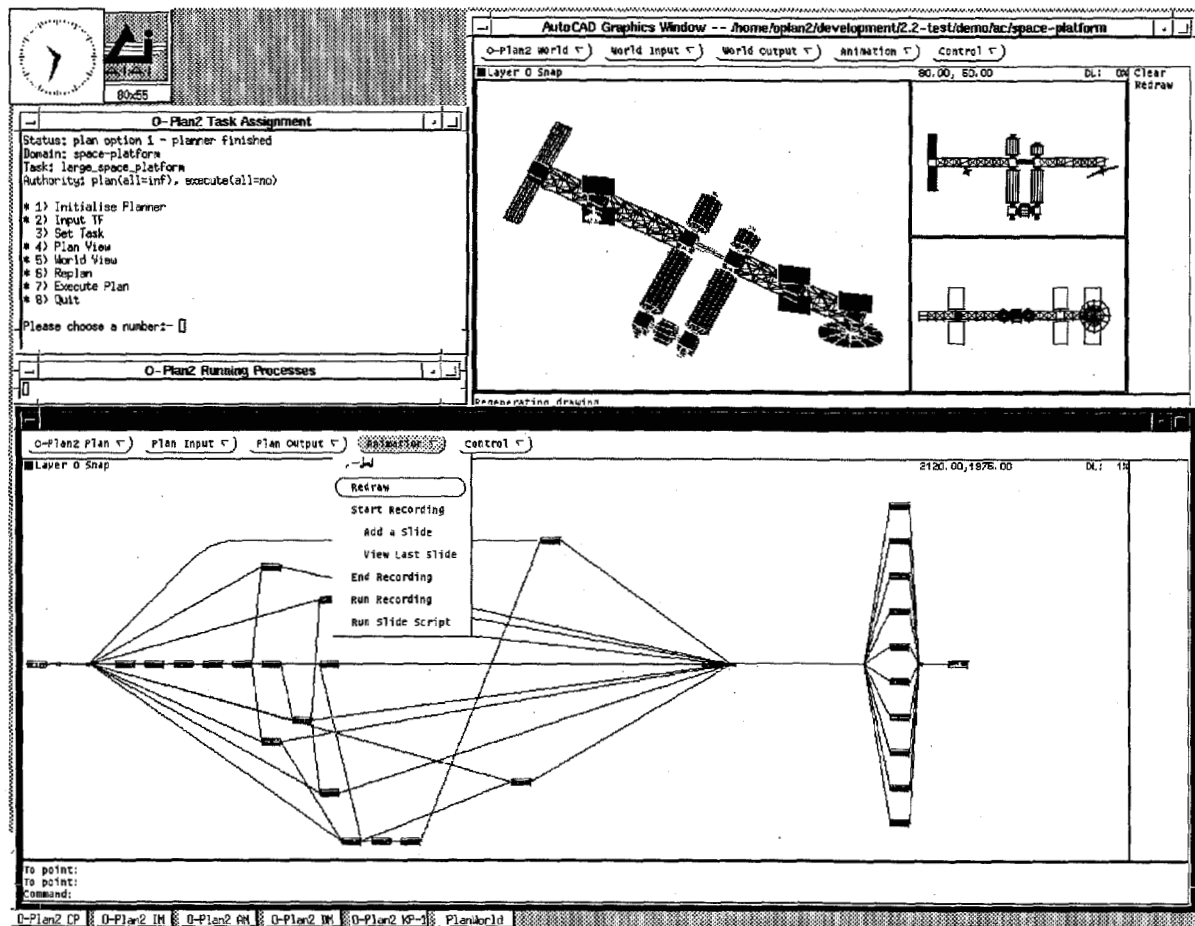 80x55
O-Plan2 Task Assignment
Status: plan option 1 - planner finished
Domain: space-platform
Task: large_space_platform
Authority: plan(all=inf), execute(all=no)
* 1) Initialise Planner
* 2) Input TF
3) Set Task
* 4) Plan View
* 5) World View
* 6) Replan
* 7) Execute Plan
* 8) Quit
Please choose a number:-
O-Plan2 Running Processes
AutoCAD Graphics Window -- /home/oplan2/development/2.2-test/demo/ac/space-platform
O-Plan2 World World Input World Output Animation Control
Layer 0 Snap 80.00, 60.00 DL: 0% Clear
Redraw
Regenerating drawing
O-Plan2 Plan Plan Input Plan Output Animation Control
Layer 0 Snap 2120.00,1975.00 DL: 1%
Redraw
Start Recording
Add a Slide
View Last Slide
End Recording
Run Recording
Run Slide Script
To point:
To point:
Command:
O-Plan2 CP O-Plan2 IM O-Plan2 AM O-Plan2 DM O-Plan2 KP-1 PlanWorld